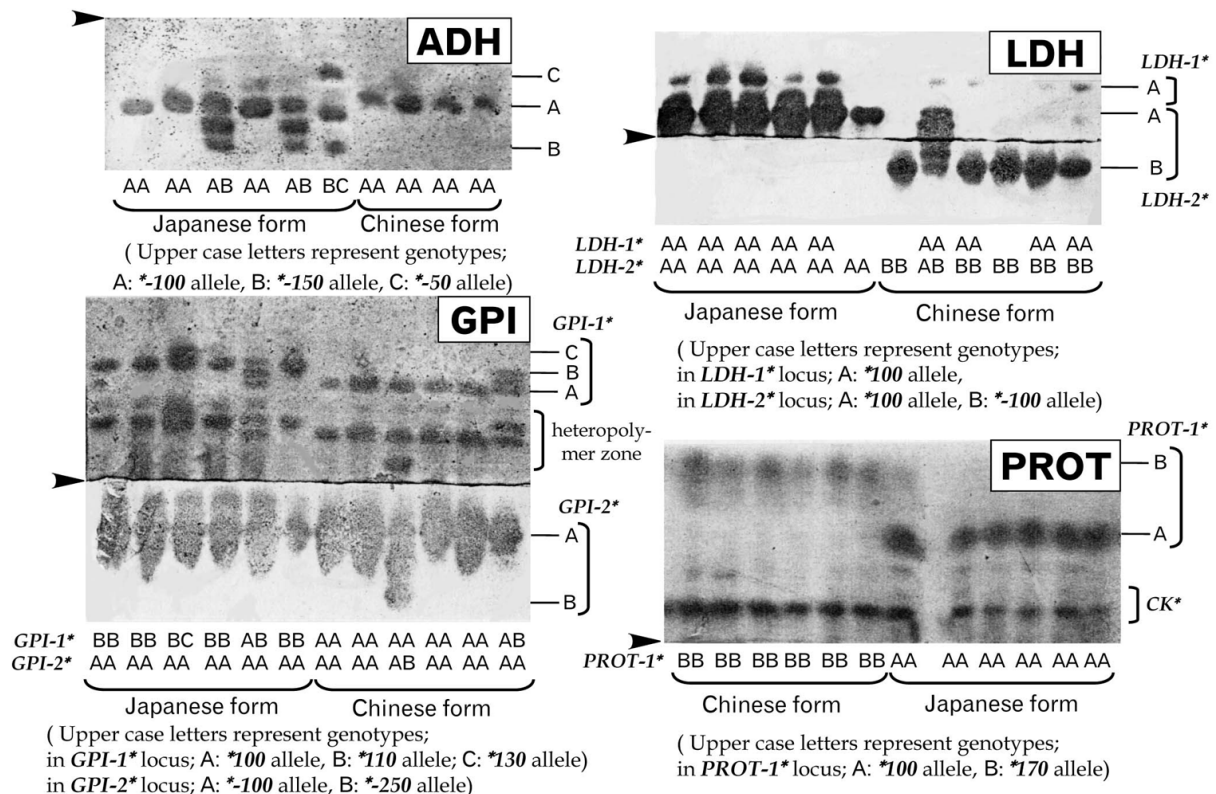 ADH
C
A
B
AA AA AB AA AB BC AA AA AA AA
Japanese form Chinese form
( Upper case letters represent genotypes;
A: *-100 allele, B: *-150 allele, C: *-50 allele)
GPI
GPI-1*
C
B
A
heteropoly-
mer zone
GPI-2*
A
B
GPI-1* BB BB BC BB AB BB AA AA AA AA AA AB
GPI-2* AA AA AA AA AA AA AA AA AB AA AA AA
Japanese form Chinese form
( Upper case letters represent genotypes;
in GPI-1* locus; A: *100 allele, B: *110 allele; C: *130 allele)
in GPI-2* locus; A: *-100 allele, B: *-250 allele)
LDH
LDH-1*
A
A
B
LDH-2*
LDH-1* AA AA AA AA AA AA AA AA AA
LDH-2* AA AA AA AA AA AA BB AB BB BB BB BB
Japanese form Chinese form
( Upper case letters represent genotypes;
in LDH-1* locus; A: *100 allele,
in LDH-2* locus; A: *100 allele, B: *-100 allele)
PROT
PROT-1*
B
A
CK*
PROT-1* BB BB BB BB BB BB AA AA AA AA AA AA
Chinese form Japanese form
( Upper case letters represent genotypes;
in PROT-1* locus; A: *100 allele, B: *170 allele)